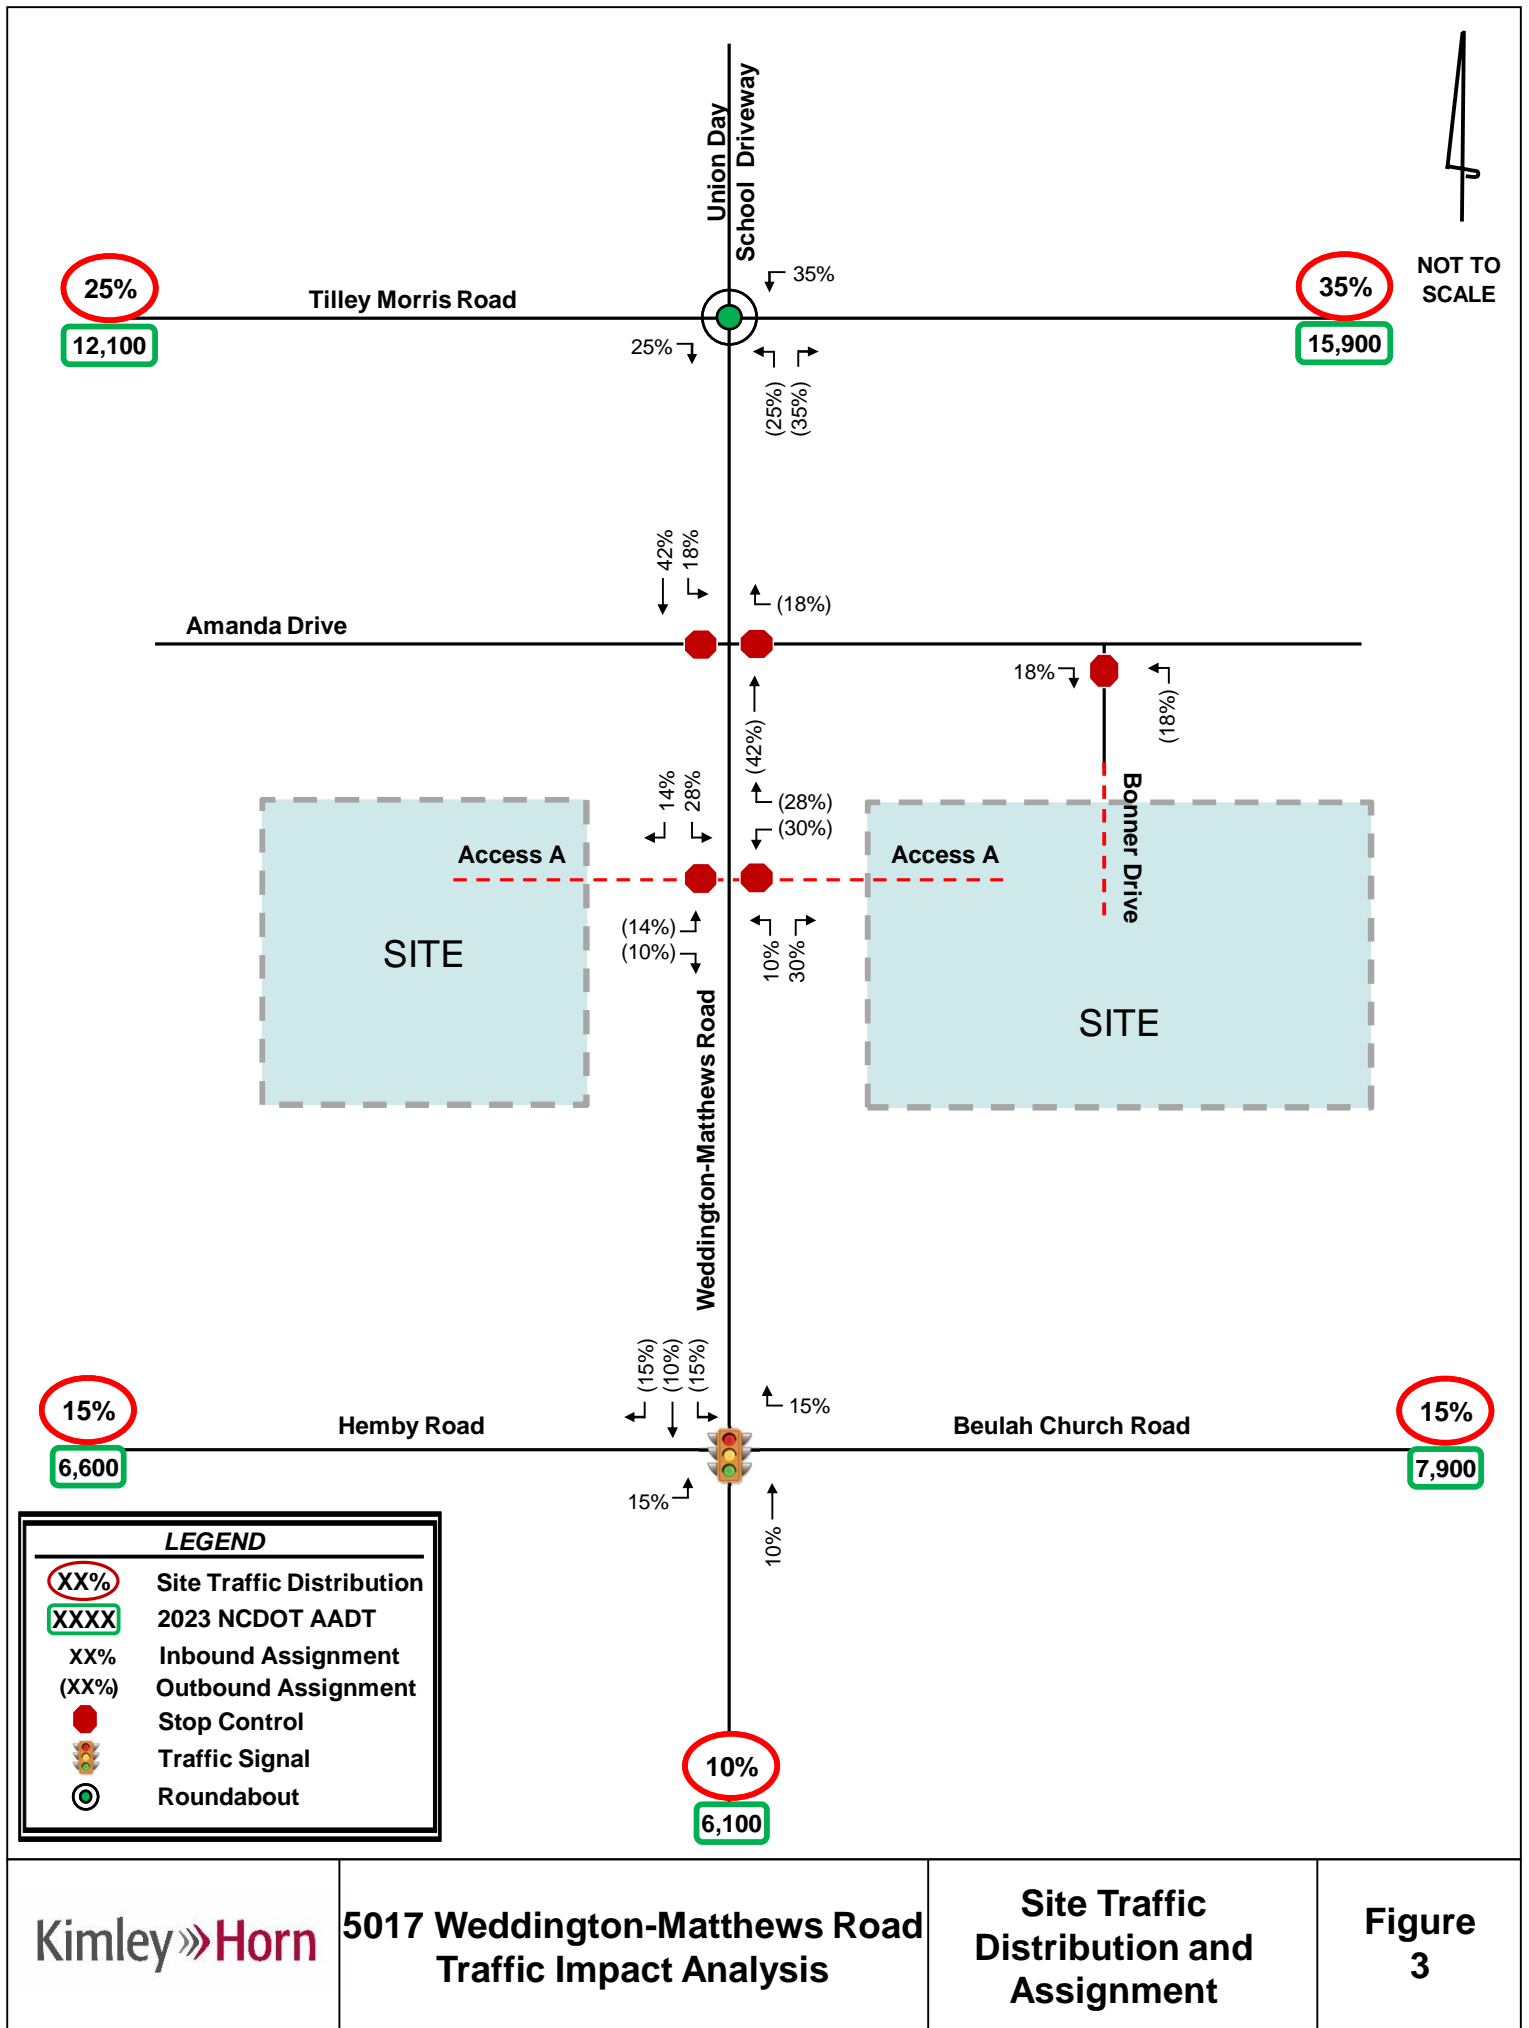 Union Day
School Driveway
NOT TO
SCALE
25%
12,100
Tilley Morris Road
35%
35%
15,900
25%
(25%)
(35%)
42%
18%
(18%)
Amanda Drive
18%
(18%)
(42%)
14%
28%
(28%)
(30%)
Access A
Access A
Bonner Drive
(14%)
(10%)
10%
30%
SITE
SITE
Weddington-Matthews Road
(15%)
(10%)
(15%)
15%
15%
6,600
Hemby Road
Beulah Church Road
15%
7,900
15%
10%
LEGEND
XX% Site Traffic Distribution
XXXX 2023 NCDOT AADT
XX% Inbound Assignment
(XX%) Outbound Assignment
Stop Control
Traffic Signal
Roundabout
10%
6,100
Kimley»Horn
5017 Weddington-Matthews Road
Traffic Impact Analysis
Site Traffic
Distribution and
Assignment
Figure
3